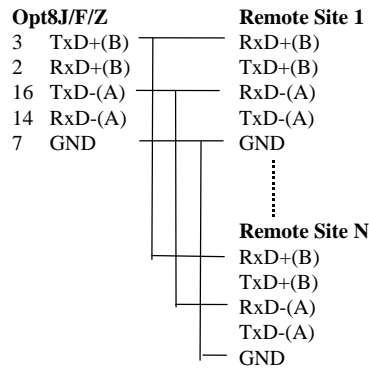 Opt8J/F/Z Remote Site 1
3 TxD+(B) RxD+(B)
2 RxD+(B) TxD+(B)
16 TxD-(A) RxD-(A)
14 RxD-(A) TxD-(A)
7 GND GND
Remote Site N
RxD+(B)
TxD+(B)
RxD-(A)
TxD-(A)
GND